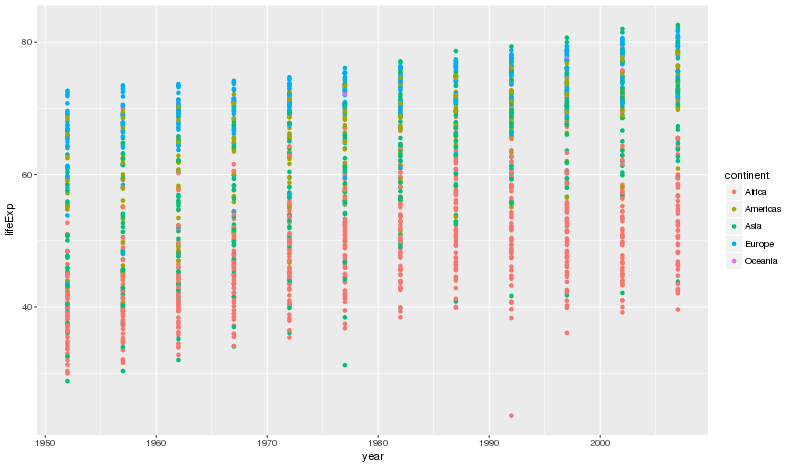 80
60
40
lifeExp
1950 1960 1970 1980 1990 2000
year
continent
Africa
Americas
Asia
Europe
Oceania